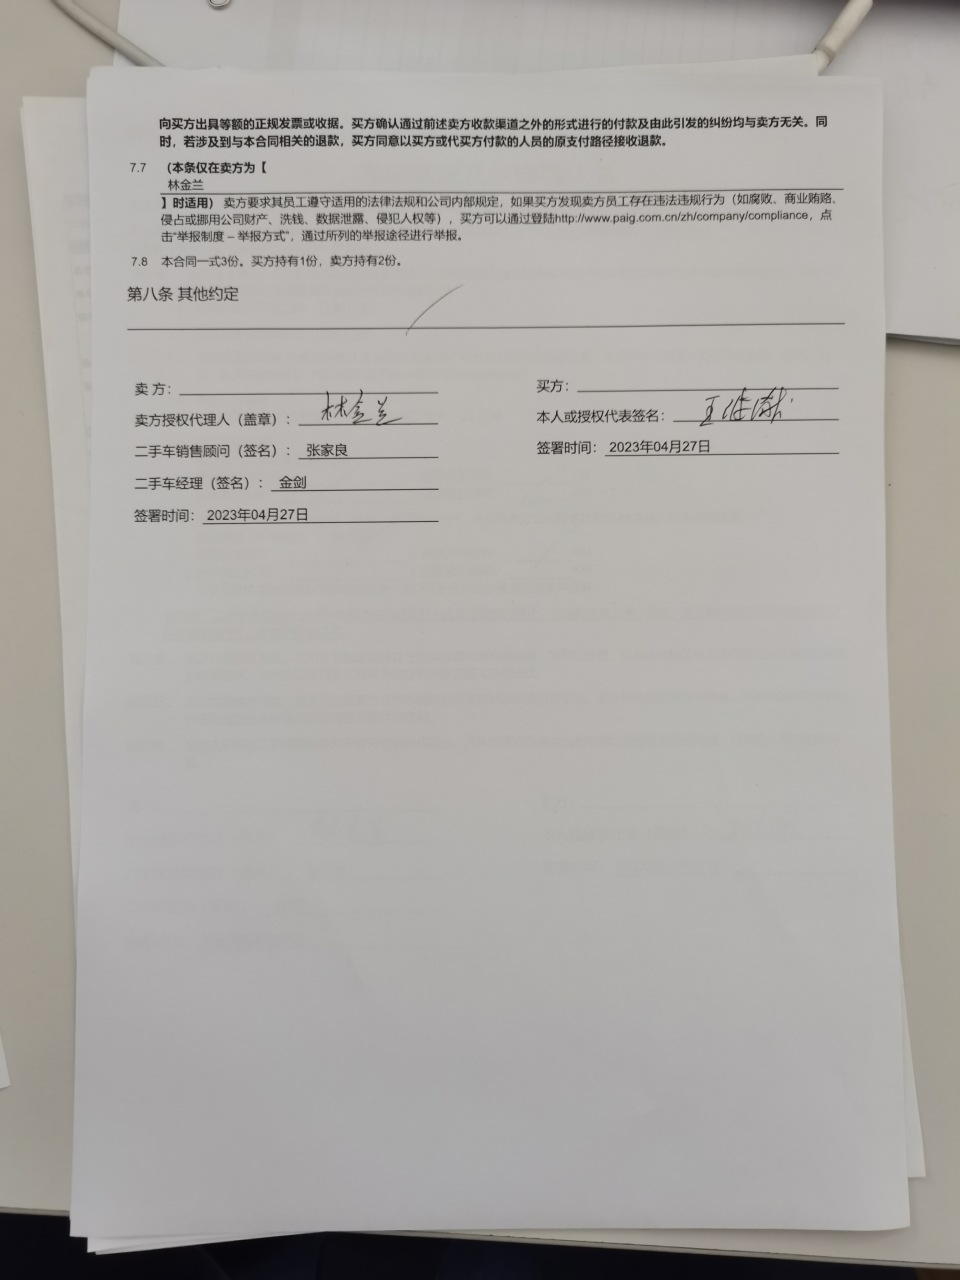 向买方出具等额的正规发票或收据。买方确认通过前述卖方收款渠道之外的形式进行的付款及由此引发的纠纷均与卖方无关。同
时，若涉及到与本合同相关的退款，买方同意以买方或代买方付款的人员的原支付路径接收退款。
7.7 （本条仅在卖方为【
林金兰
】时适用）卖方要求其员工遵守适用的法律法规和公司内部规定，如果买方发现卖方员工存在违法违规行为（如腐败、商业贿赂、
侵占或挪用公司财产、洗钱、数据泄露、侵犯人权等），买方可以通过登陆http://www.paig.com.cn/zh/company/compliance，点
击“举报制度 – 举报方式”，通过所列的举报途径进行举报。
7.8 本合同一式3份。买方持有1份，卖方持有2份。
第八条 其他约定
卖 方：
卖方授权代理人（盖章）： 林金兰
二手车销售顾问（签名）： 张家良
二手车经理（签名）： 金剑
签署时间： 2023年04月27日
买方：
本人或授权代表签名：
签署时间： 2023年04月27日